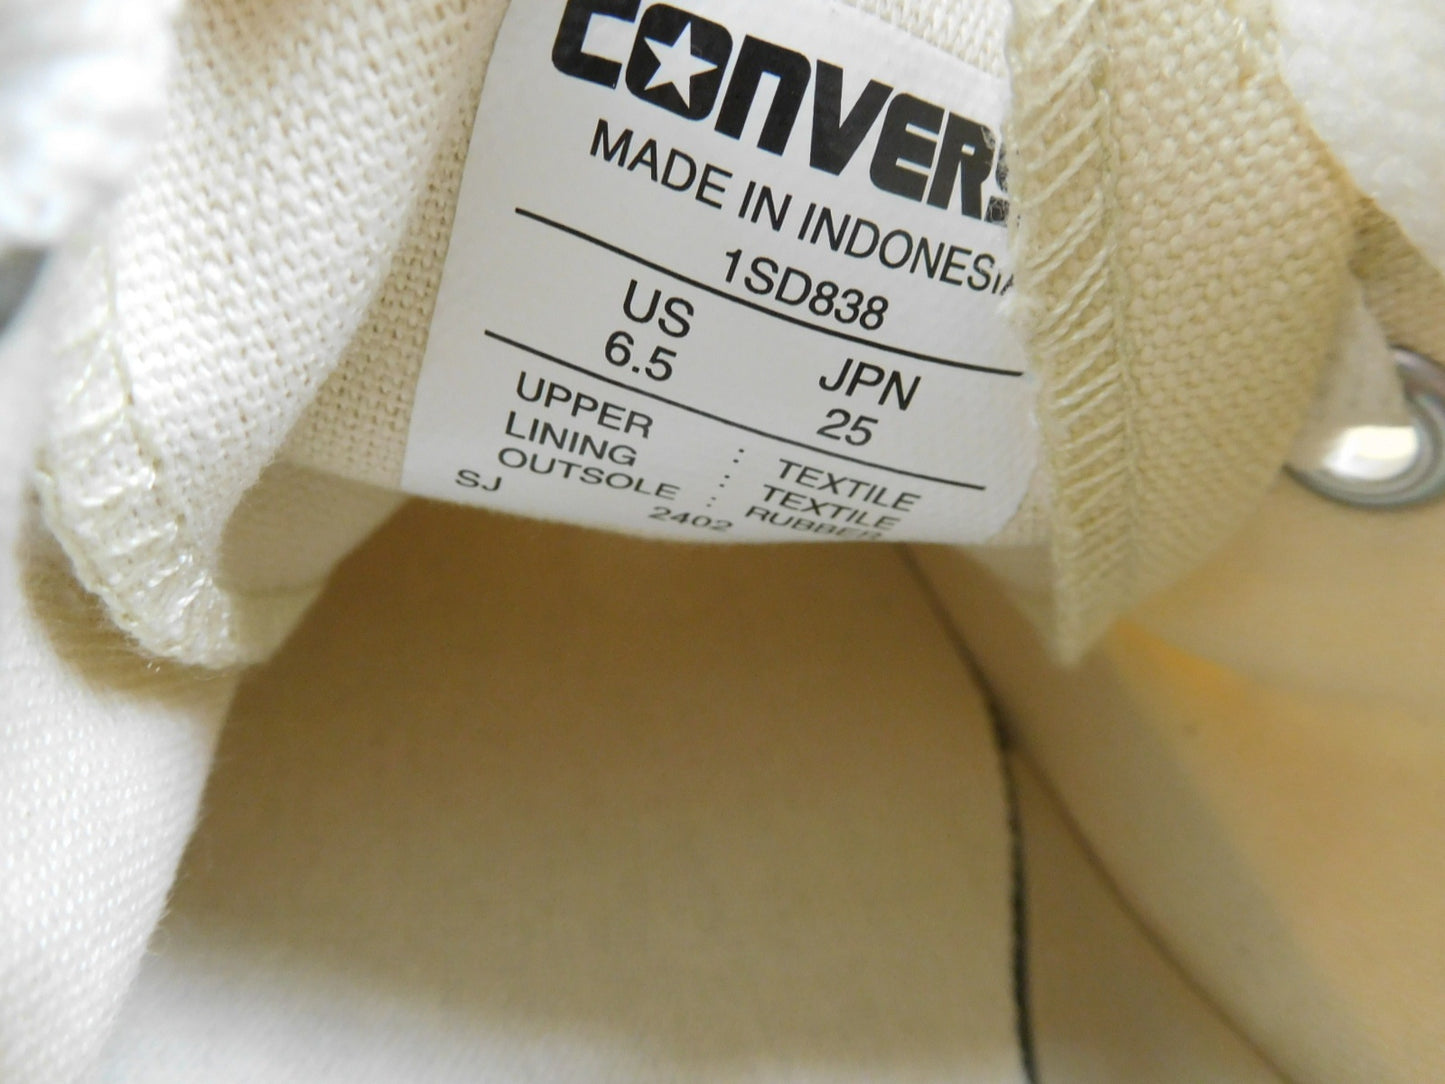 CONVERS
MADE IN INDONESIA
1SD838
US JPN
6.5 25
UPPER : TEXTILE
LINING : TEXTILE
OUTSOLE : RUBBER
SJ 2402